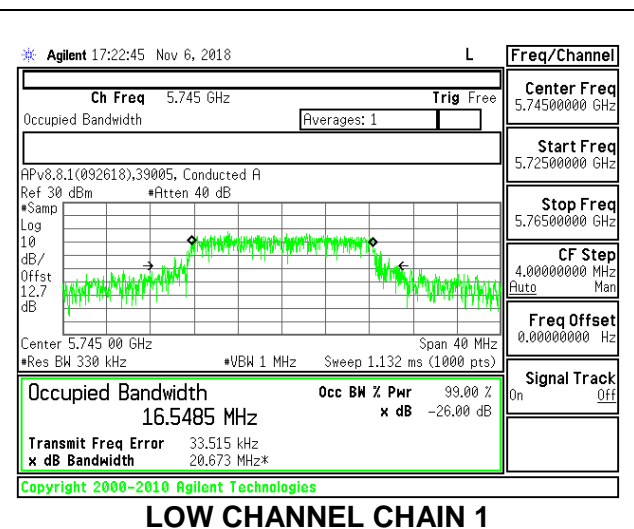 Agilent 17:22:45 Nov 6, 2018 L
Freq/Channel
Ch Freq 5.745 GHz Trig Free
Occupied Bandwidth Averages: 1
Center Freq
5.74500000 GHz
Start Freq
5.72500000 GHz
APv8.8.1(092618),39005, Conducted A
Ref 30 dBm #Atten 40 dB
#Samp
Log
10
dB/
Offst
12.7
dB
Stop Freq
5.76500000 GHz
CF Step
4.00000000 MHz
Auto Man
Freq Offset
0.00000000 Hz
Center 5.745 00 GHz Span 40 MHz
#Res BW 330 kHz #VBW 1 MHz Sweep 1.132 ms (1000 pts)
Signal Track
On Off
Occupied Bandwidth Occ BW % Pwr 99.00 %
16.5485 MHz x dB -26.00 dB
Transmit Freq Error 33.515 kHz
x dB Bandwidth 20.673 MHz*
Copyright 2000-2010 Agilent Technologies
LOW CHANNEL CHAIN 1